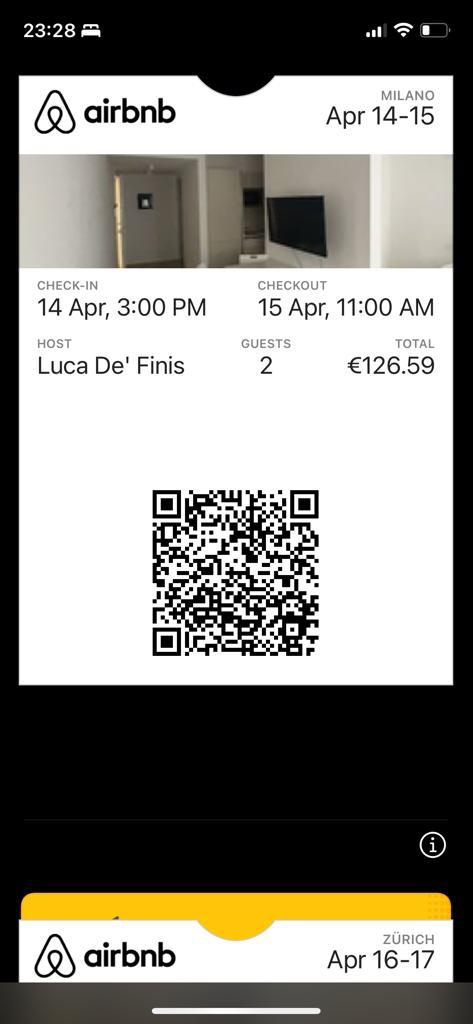 23:28
airbnb
MILANO
Apr 14-15
CHECK-IN
CHECKOUT
14 Apr, 3:00 PM
15 Apr, 11:00 AM
HOST
GUESTS
TOTAL
Luca De' Finis
2
€126.59
airbnb
ZÜRICH
Apr 16-17